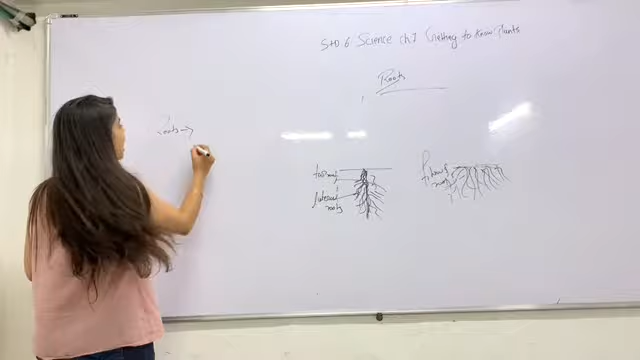 STD 6 Science ch.7 Getting to Know Plants
Roots
Roots →
tap root
lateral
roots
Fibrous
roots